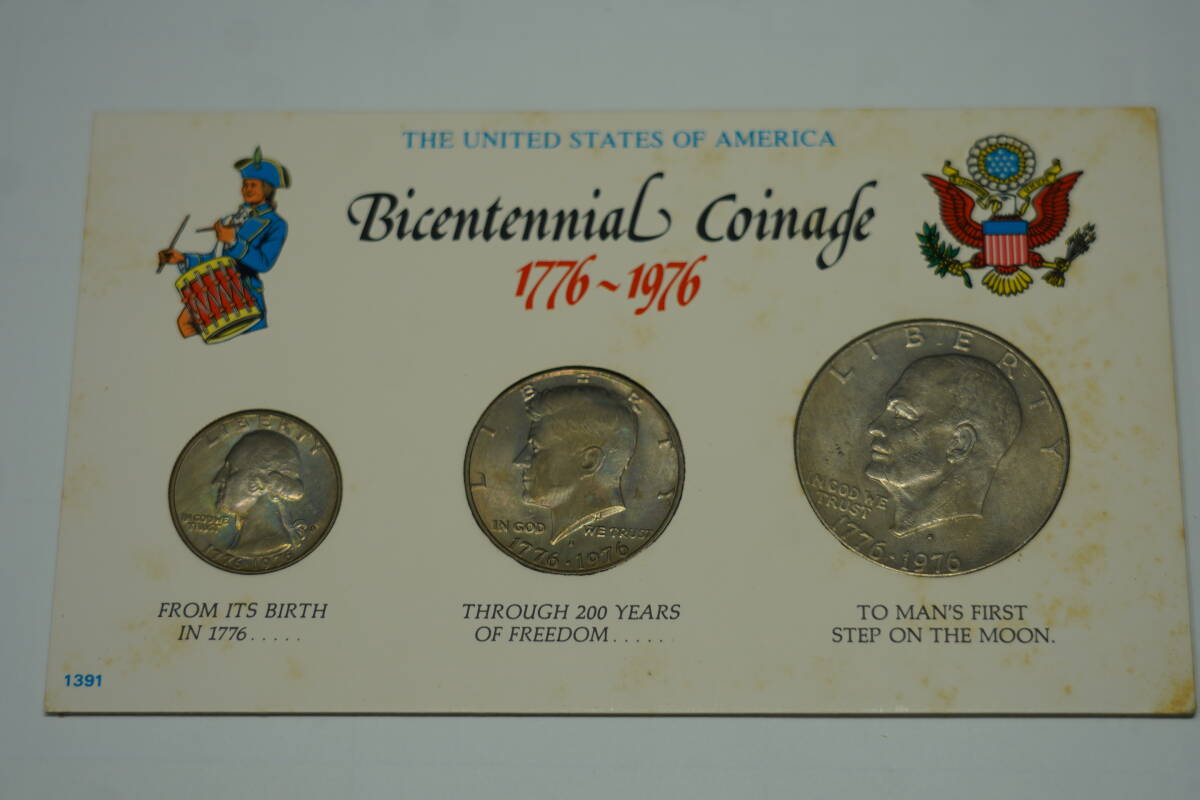 THE UNITED STATES OF AMERICA
Bicentennial Coinage
1776~1976
LIBERTY
IN GOD WE
TRUST
1776·1976
LIBERTY
IN GOD WE TRUST
1776·1976
LIBERTY
IN GOD WE
TRUST
1776·1976
FROM ITS BIRTH
IN 1776.....
THROUGH 200 YEARS
OF FREEDOM......
TO MAN'S FIRST
STEP ON THE MOON.
1391